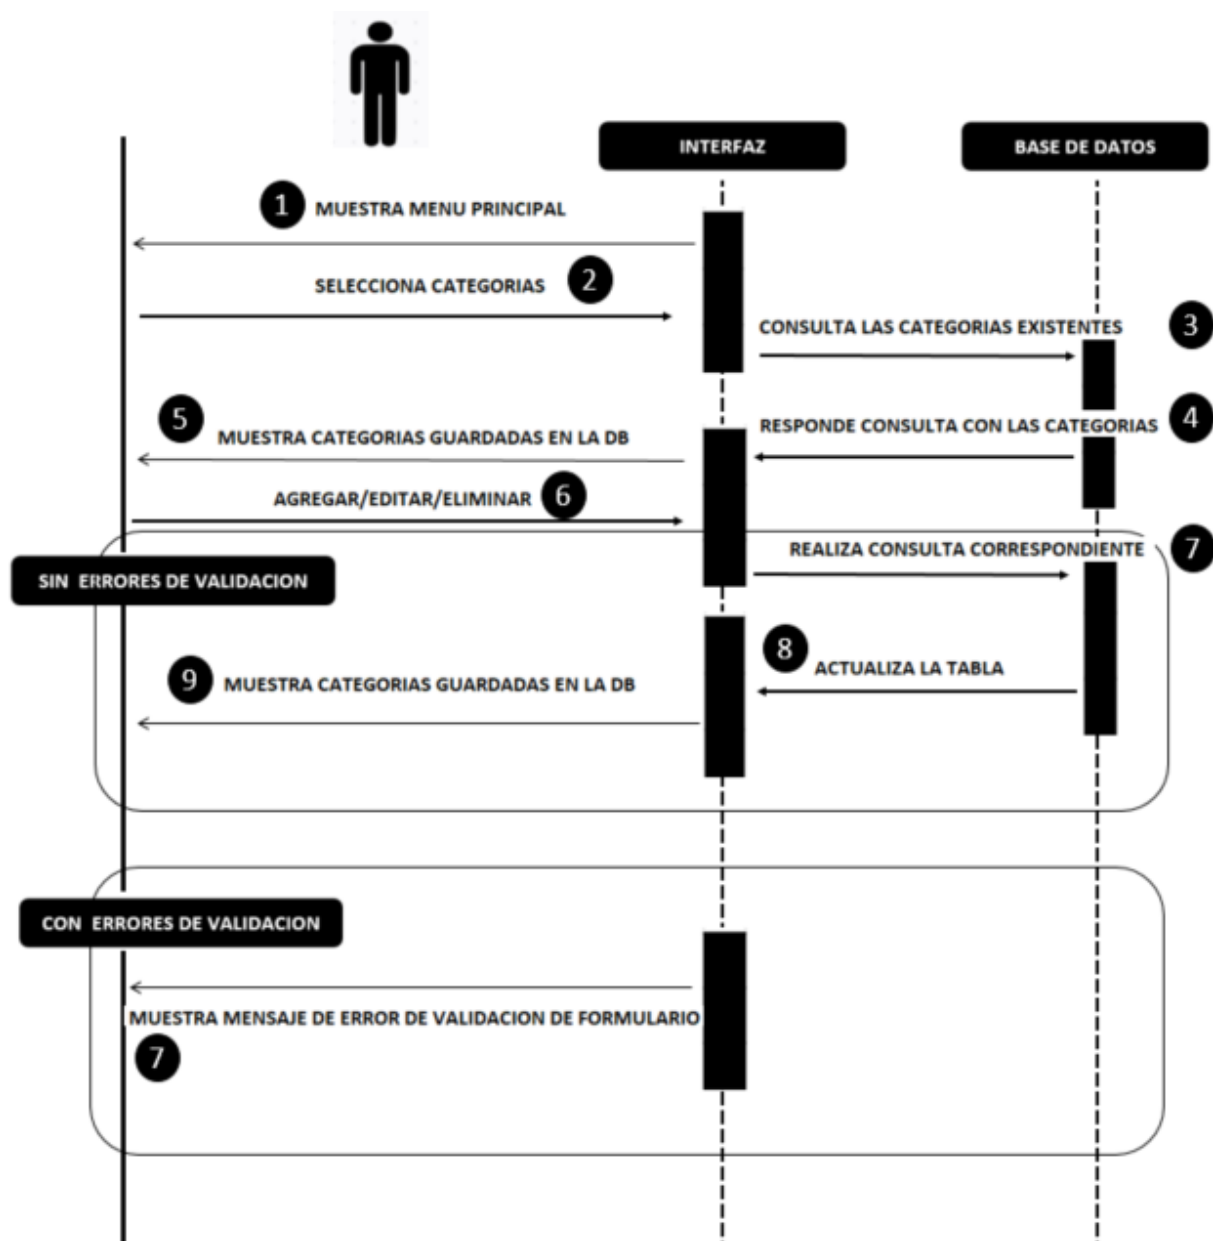 INTERFAZ
BASE DE DATOS
1 MUESTRA MENU PRINCIPAL
SELECCIONA CATEGORIAS 2
CONSULTA LAS CATEGORIAS EXISTENTES 3
5 MUESTRA CATEGORIAS GUARDADAS EN LA DB
RESPONDE CONSULTA CON LAS CATEGORIAS 4
AGREGAR/EDITAR/ELIMINAR 6
REALIZA CONSULTA CORRESPONDIENTE 7
SIN ERRORES DE VALIDACION
8 ACTUALIZA LA TABLA
9 MUESTRA CATEGORIAS GUARDADAS EN LA DB
CON ERRORES DE VALIDACION
MUESTRA MENSAJE DE ERROR DE VALIDACION DE FORMULARIO
7